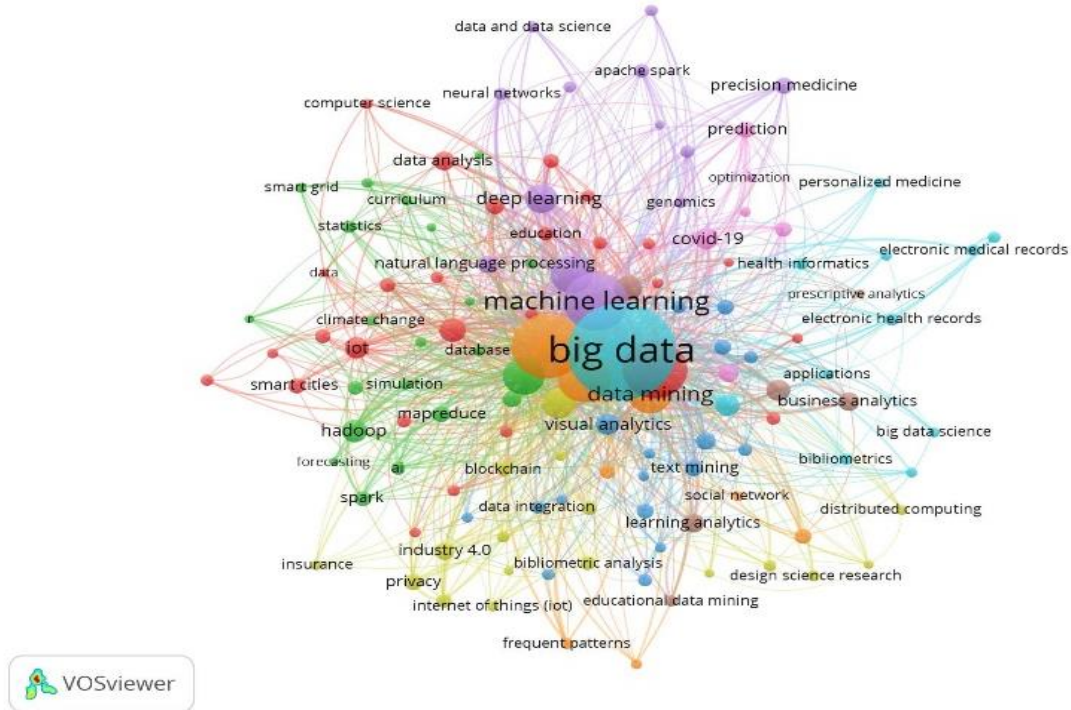 data and data science
apache spark
precision medicine
neural networks
computer science
prediction
data analysis
optimization
personalized medicine
smart grid
deep learning
curriculum
genomics
statistics
education
covid-19
electronic medical records
natural language processing
health informatics
data
prescriptive analytics
machine learning
climate change
r
electronic health records
iot
database
big data
smart cities
simulation
applications
data mining
business analytics
mapreduce
visual analytics
hadoop
big data science
forecasting
ai
blockchain
text mining
bibliometrics
spark
data integration
social network
distributed computing
learning analytics
industry 4.0
insurance
bibliometric analysis
design science research
privacy
internet of things (iot)
educational data mining
frequent patterns
VOSviewer